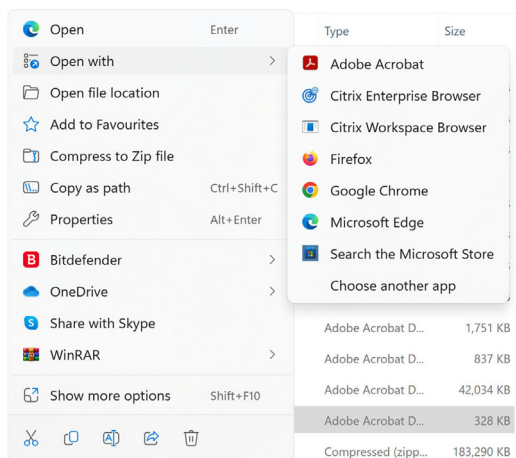 Open Enter
Open with
Open file location
Add to Favourites
Compress to Zip file
Copy as path Ctrl+Shift+C
Properties Alt+Enter
Bitdefender
OneDrive
Share with Skype
WinRAR
Show more options Shift+F10
Type Size
Adobe Acrobat
Citrix Enterprise Browser
Citrix Workspace Browser
Firefox
Google Chrome
Microsoft Edge
Search the Microsoft Store
Choose another app
Adobe Acrobat D... 1,751 KB
Adobe Acrobat D... 837 KB
Adobe Acrobat D... 42,034 KB
Adobe Acrobat D... 328 KB
Compressed (zipp... 183,290 KB